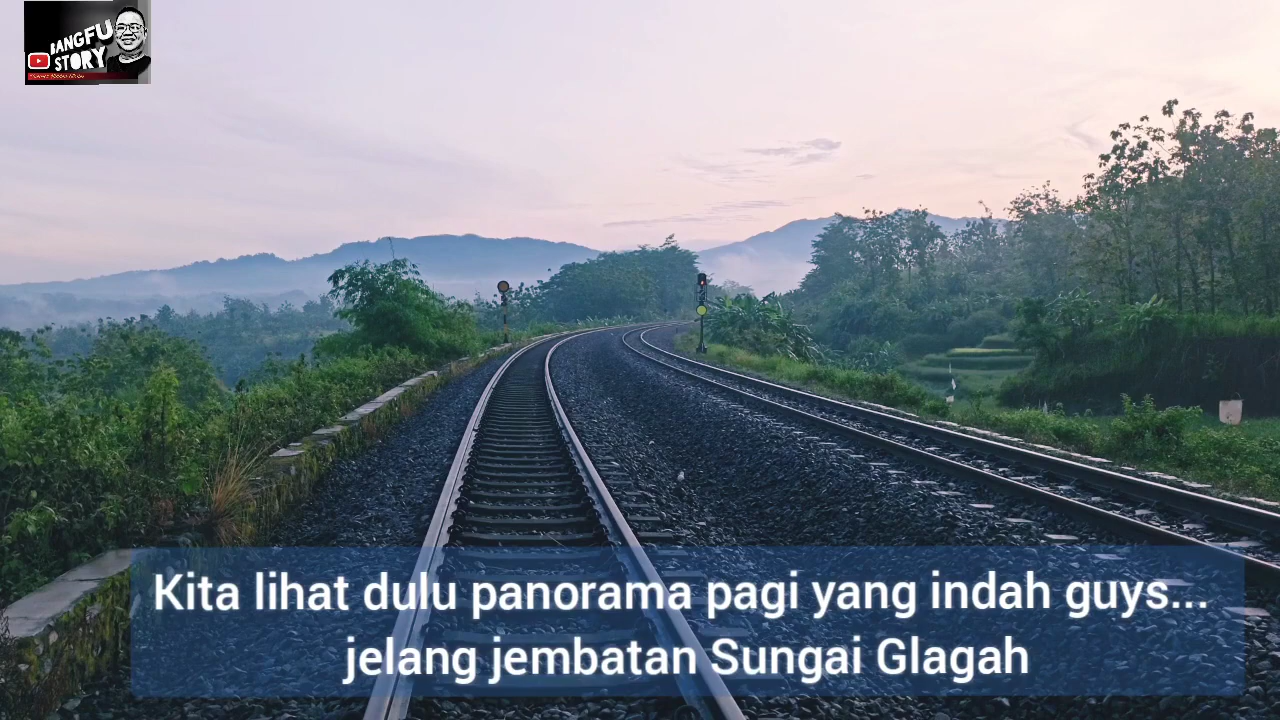 BANGFU
STORY
Kita lihat dulu panorama pagi yang indah guys...
jelang jembatan Sungai Glagah